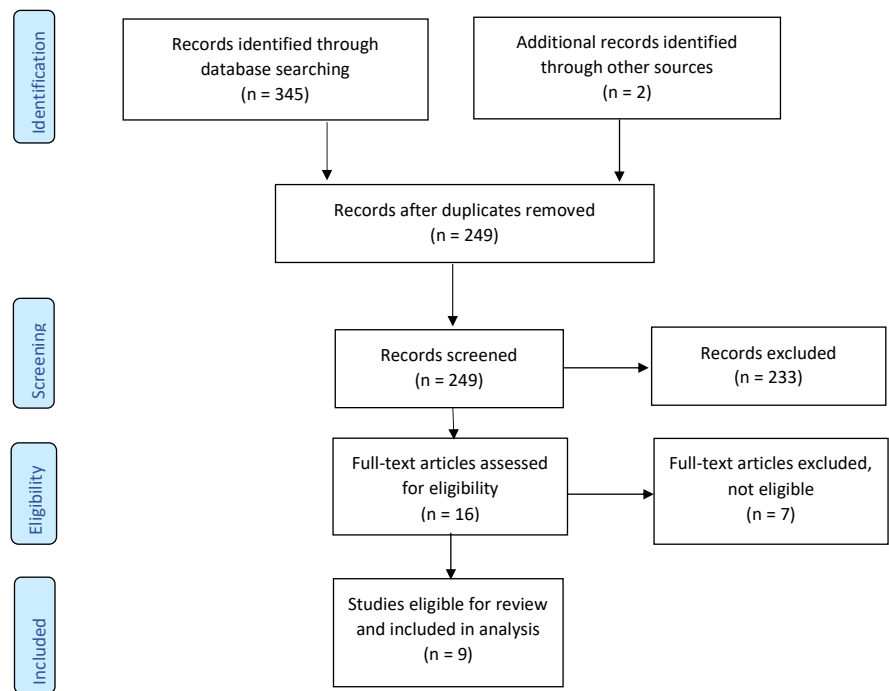 Identification
Records identified through
database searching
(n = 345)
Additional records identified
through other sources
(n = 2)
Records after duplicates removed
(n = 249)
Screening
Records screened
(n = 249)
Records excluded
(n = 233)
Eligibility
Full-text articles assessed
for eligibility
(n = 16)
Full-text articles excluded,
not eligible
(n = 7)
Included
Studies eligible for review
and included in analysis
(n = 9)